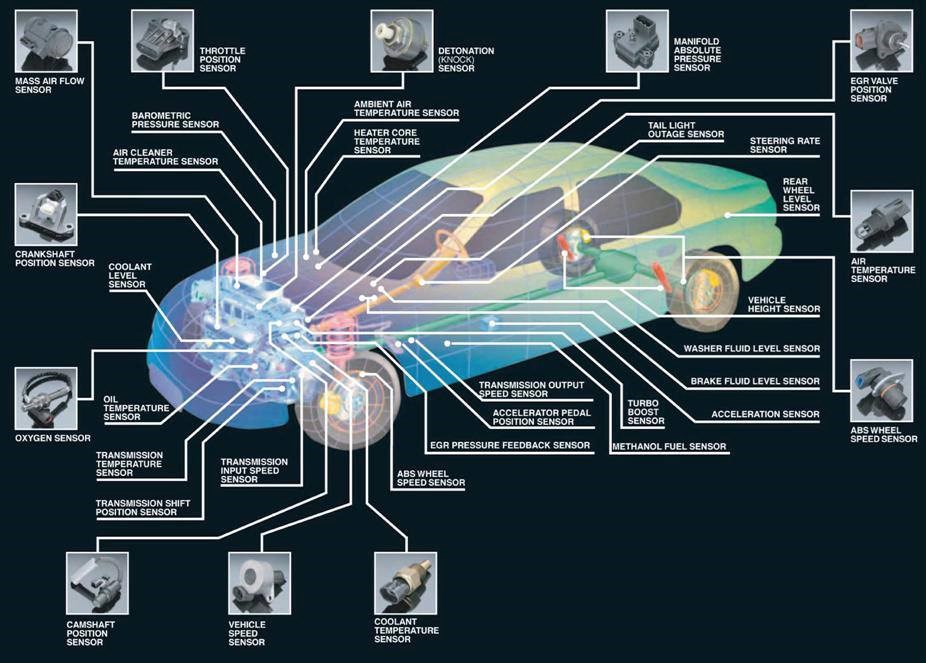 MASS AIR FLOW
SENSOR
THROTTLE
POSITION
SENSOR
DETONATION
(KNOCK)
SENSOR
MANIFOLD
ABSOLUTE
PRESSURE
SENSOR
EGR VALVE
POSITION
SENSOR
BAROMETRIC
PRESSURE SENSOR
AMBIENT AIR
TEMPERATURE SENSOR
TAIL LIGHT
OUTAGE SENSOR
STEERING RATE
SENSOR
AIR CLEANER
TEMPERATURE SENSOR
HEATER CORE
TEMPERATURE
SENSOR
REAR
WHEEL
LEVEL
SENSOR
CRANKSHAFT
POSITION SENSOR
AIR
TEMPERATURE
SENSOR
COOLANT
LEVEL
SENSOR
VEHICLE
HEIGHT SENSOR
WASHER FLUID LEVEL SENSOR
BRAKE FLUID LEVEL SENSOR
ACCELERATION SENSOR
ABS WHEEL
SPEED SENSOR
OXYGEN SENSOR
OIL
TEMPERATURE
SENSOR
TRANSMISSION OUTPUT
SPEED SENSOR
ACCELERATOR PEDAL
POSITION SENSOR
TURBO
BOOST
SENSOR
EGR PRESSURE FEEDBACK SENSOR
METHANOL FUEL SENSOR
TRANSMISSION
TEMPERATURE
SENSOR
TRANSMISSION
INPUT SPEED
SENSOR
ABS WHEEL
SPEED SENSOR
TRANSMISSION SHIFT
POSITION SENSOR
CAMSHAFT
POSITION
SENSOR
VEHICLE
SPEED
SENSOR
COOLANT
TEMPERATURE
SENSOR